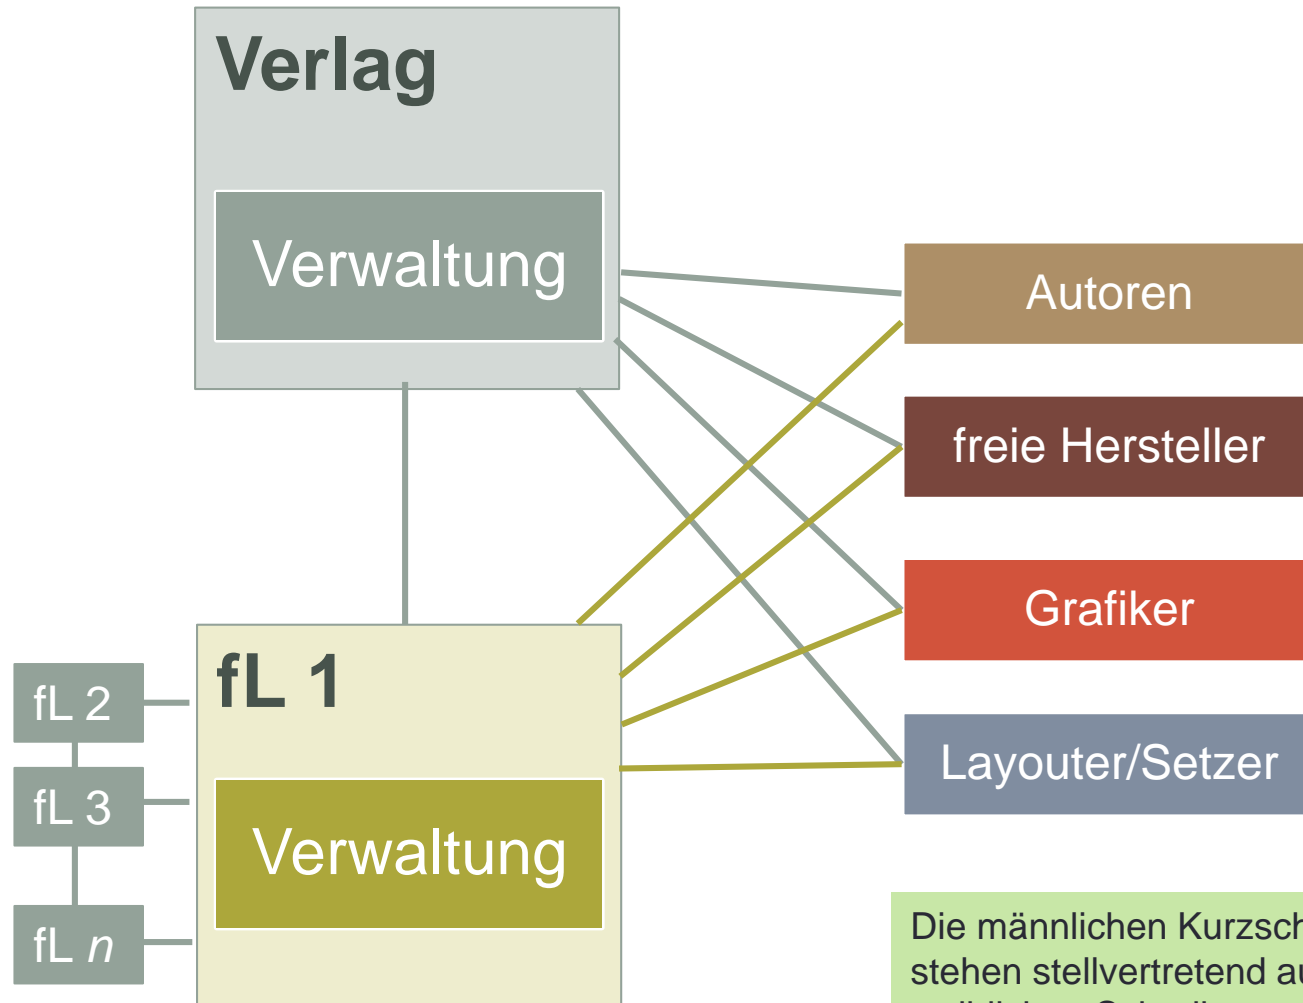 Verlag
Verwaltung
Autoren
freie Hersteller
Grafiker
Layouter/Setzer
fL 1
Verwaltung
fL 2
fL 3
fL n
Die männlichen
stehen stellvertretend